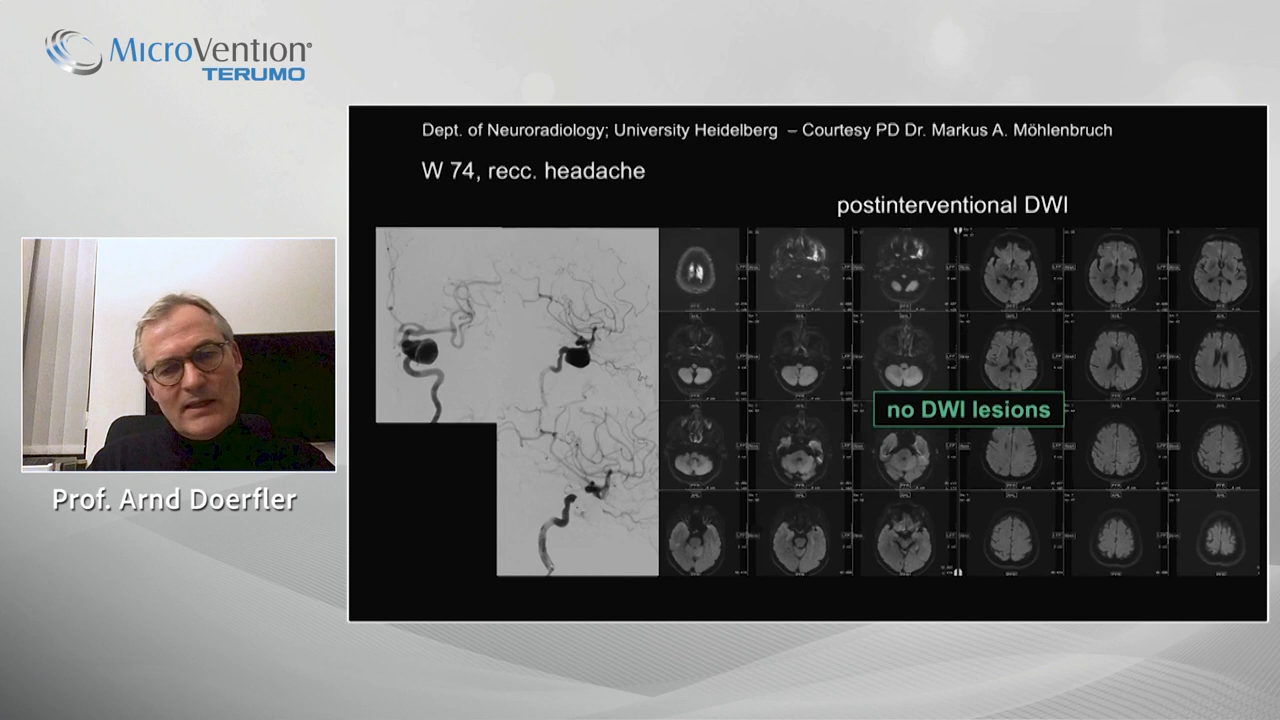 MICROVENTION®
TERUMO
Dept. of Neuroradiology; University Heidelberg – Courtesy PD Dr. Markus A. Möhlenbruch
W 74, recc. headache
postinterventional DWI
no DWI lesions
Prof. Arnd Doerfler